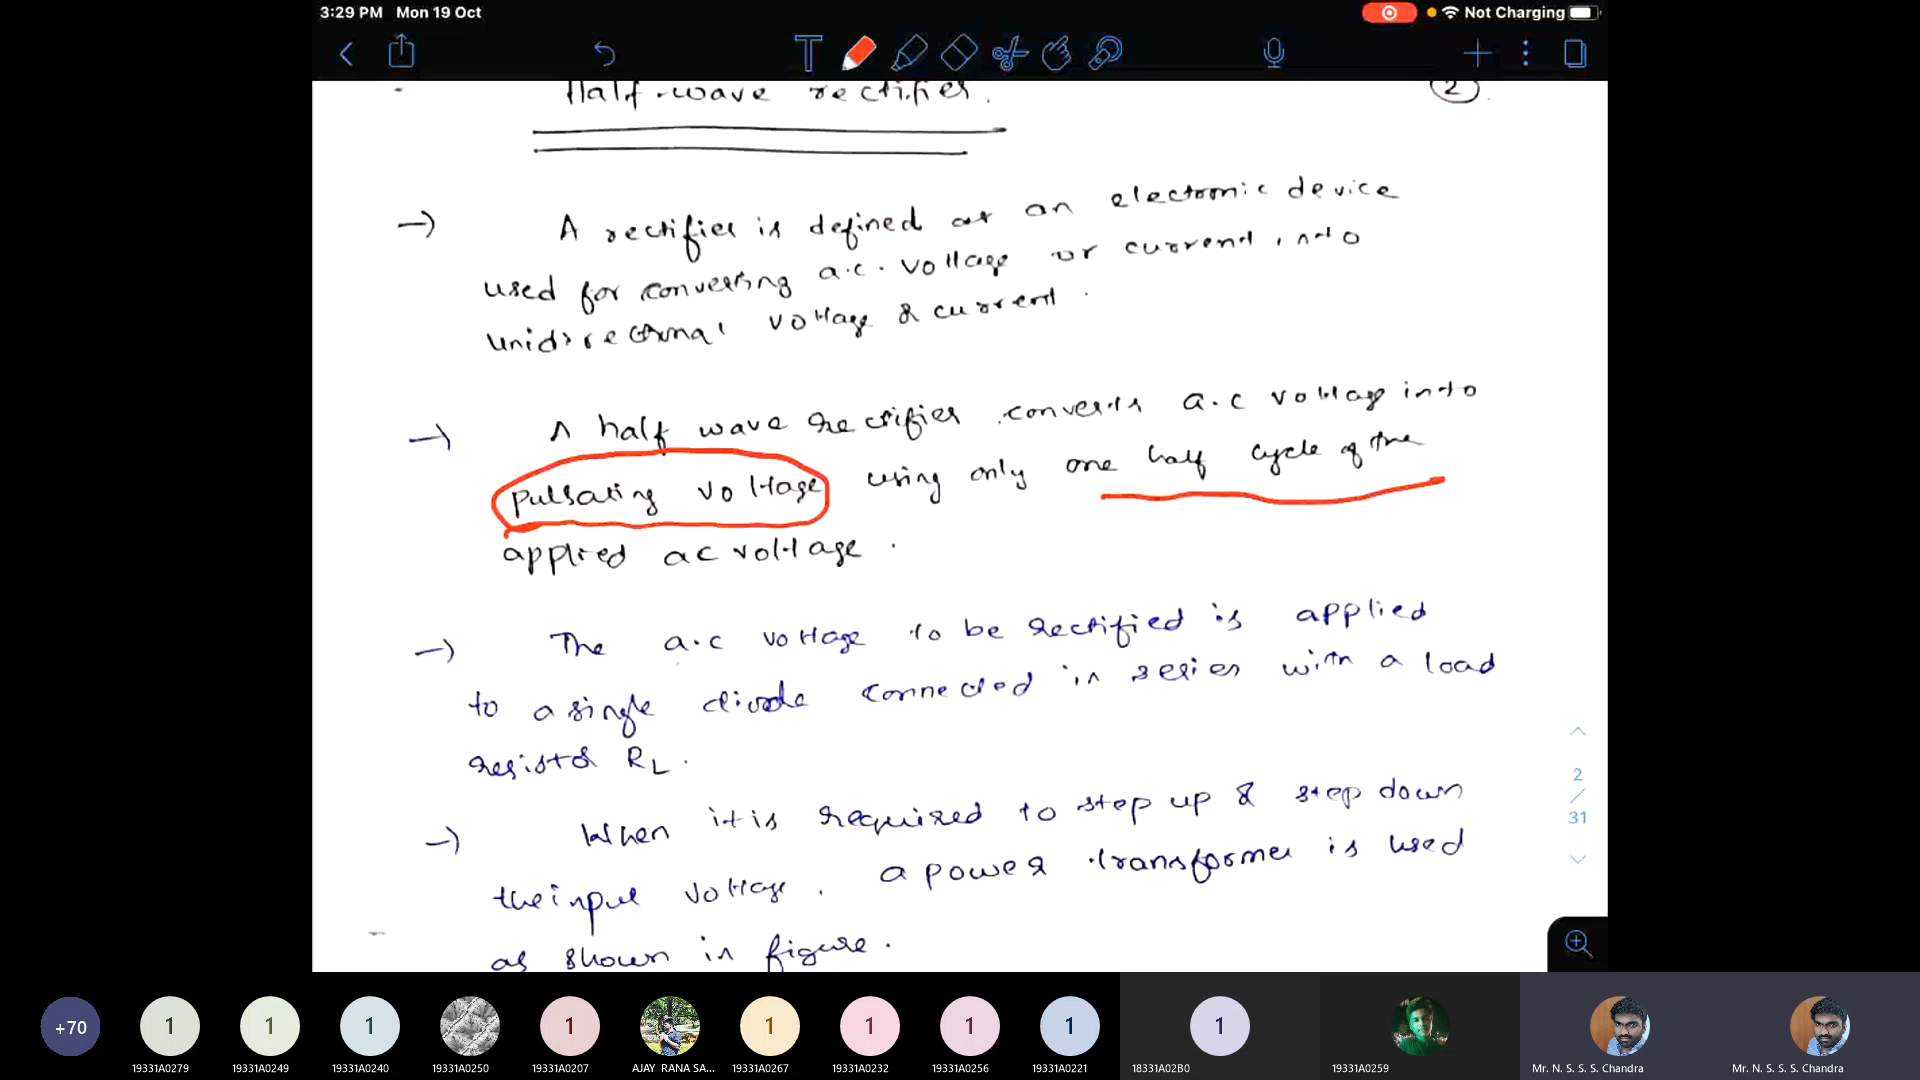 3:29 PM Mon 19 Oct
Not Charging
Half-wave rectifier.
2
→ A rectifier is defined as an electronic device
used for converting a.c. voltage or current into
unidirectional voltage & current.
→ A half wave rectifier converts a.c voltage into
pulsating voltage using only one half cycle of the
applied ac voltage.
→ The a.c voltage to be rectified is applied
to a single diode connected in series with a load
resistor RL.
→ When it is required to step up & step down
the input voltage. a power transformer is used
as shown in figure.
2
/
31
+70
1
1
1
1
1
1
1
1
1
19331A0279
19331A0249
19331A0240
19331A0250
19331A0207
AJAY RANA SA...
19331A0267
19331A0232
19331A0256
19331A0221
18331A02B0
19331A0259
Mr. N. S. S. S. Chandra
Mr. N. S. S. S. Chandra